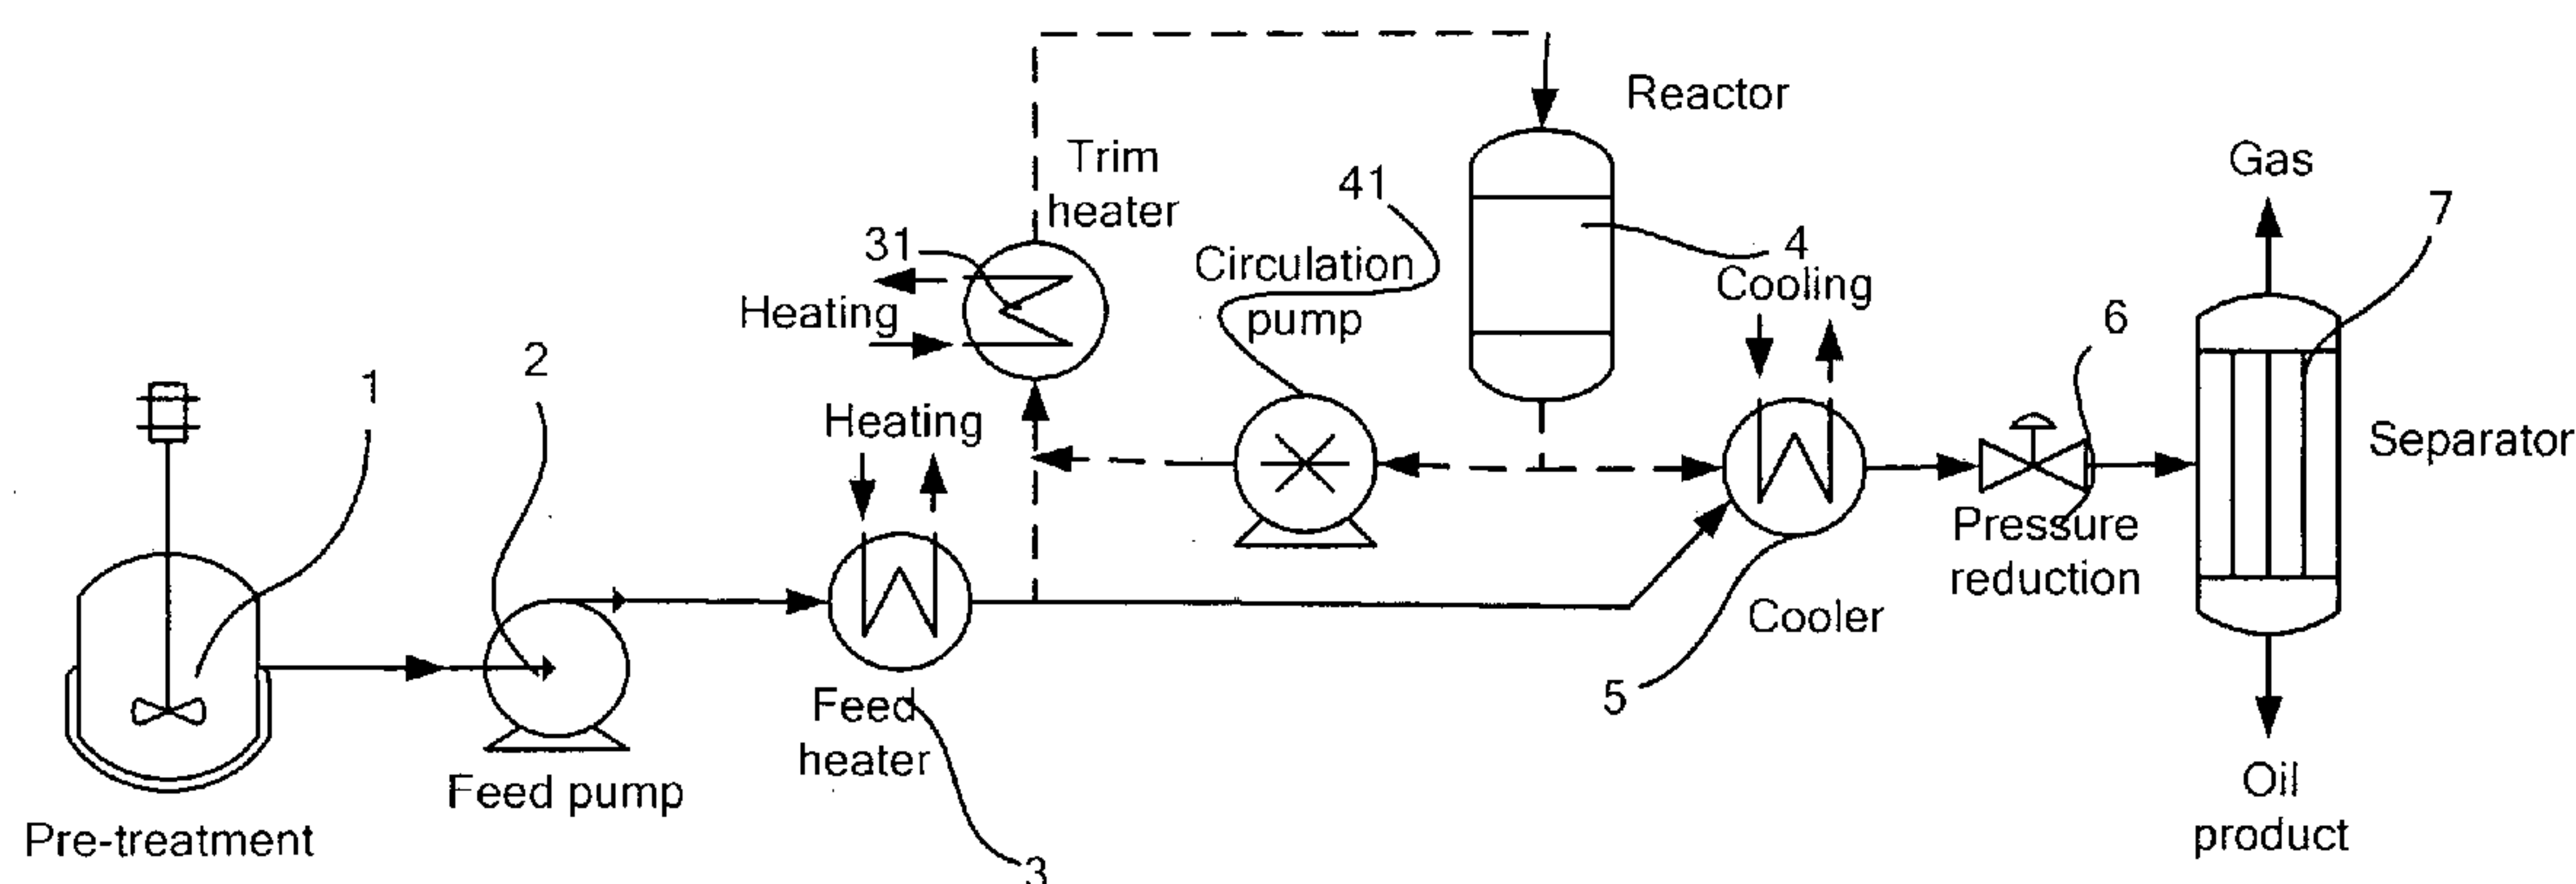 Reactor
Trim
heater
31
Heating
41
Circulation
pump
4
Cooling
Gas
7
6
Separator
1
2
Heating
Pressure
reduction
Cooler
5
Feed
heater
3
Feed pump
Pre-treatment
Oil
product